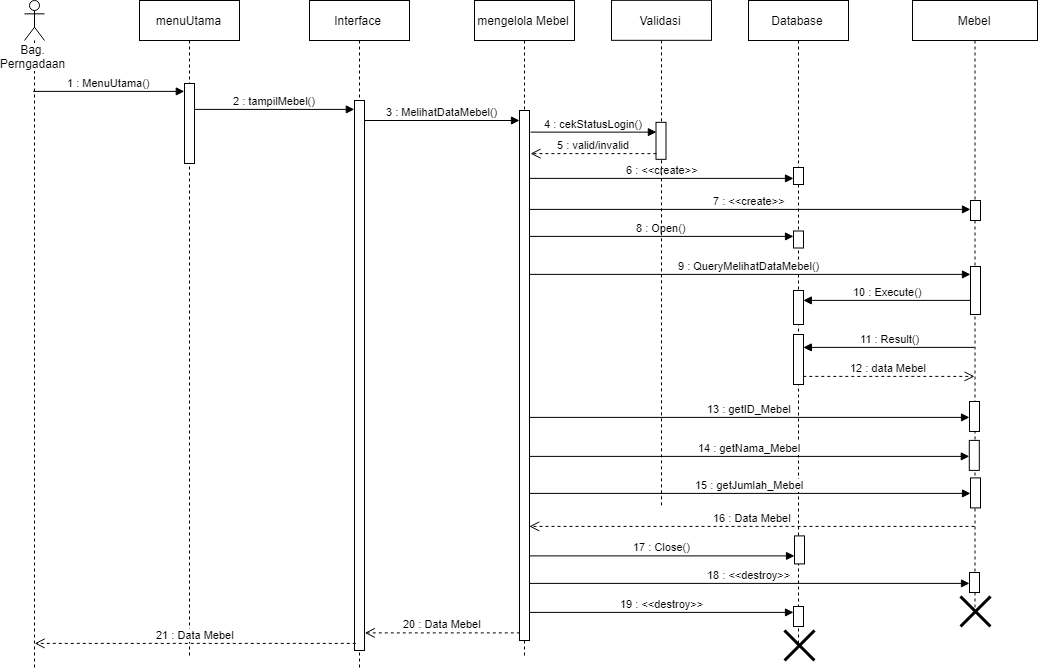 menuUtama
Interface
mengelola Mebel
Validasi
Database
Mebel
Bag.
Perngadaan
1 : MenuUtama()
2 : tampilMebel()
3 : MelihatDataMebel()
4 : cekStatusLogin()
5 : valid/invalid
6 : <<create>>
7 : <<create>>
8 : Open()
9 : QueryMelihatDataMebel()
10 : Execute()
11 : Result()
12 : data Mebel
13 : getID_Mebel
14 : getNama_Mebel
15 : getJumlah_Mebel
16 : Data Mebel
17 : Close()
18 : <<destroy>>
19 : <<destroy>>
20 : Data Mebel
21 : Data Mebel